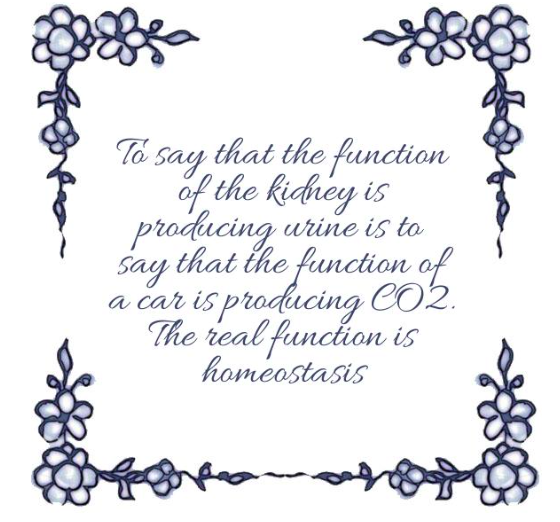 To say that the function
of the kidney is
producing urine is to
say that the function of
a car is producing CO2.
The real function is
homeostasis